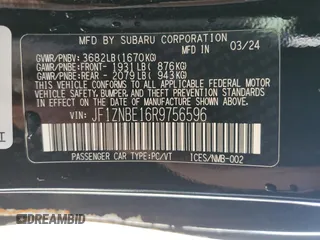 MFD BY SUBARU CORPORATION
03/24
GVWR/PNBV: 3682LB(1670KG)
GAWR/PNBE:FRONT- 1931LB( 876KG)
GAWR/PNBE:REAR - 2079LB( 943KG)
THIS VEHICLE CONFORMS TO ALL APPLICABLE
FEDERAL MOTOR VEHICLE SAFETY, BUMPER,
AND THEFT PREVENTION STANDARDS IN EFFECT ON
THE DATE OF MANUFACTURE SHOWN ABOVE.
VIN: JF1ZNBE16R9756596
PASSENGER CAR TYPE:PC/VT ICES/NMB-002
DREAMBID